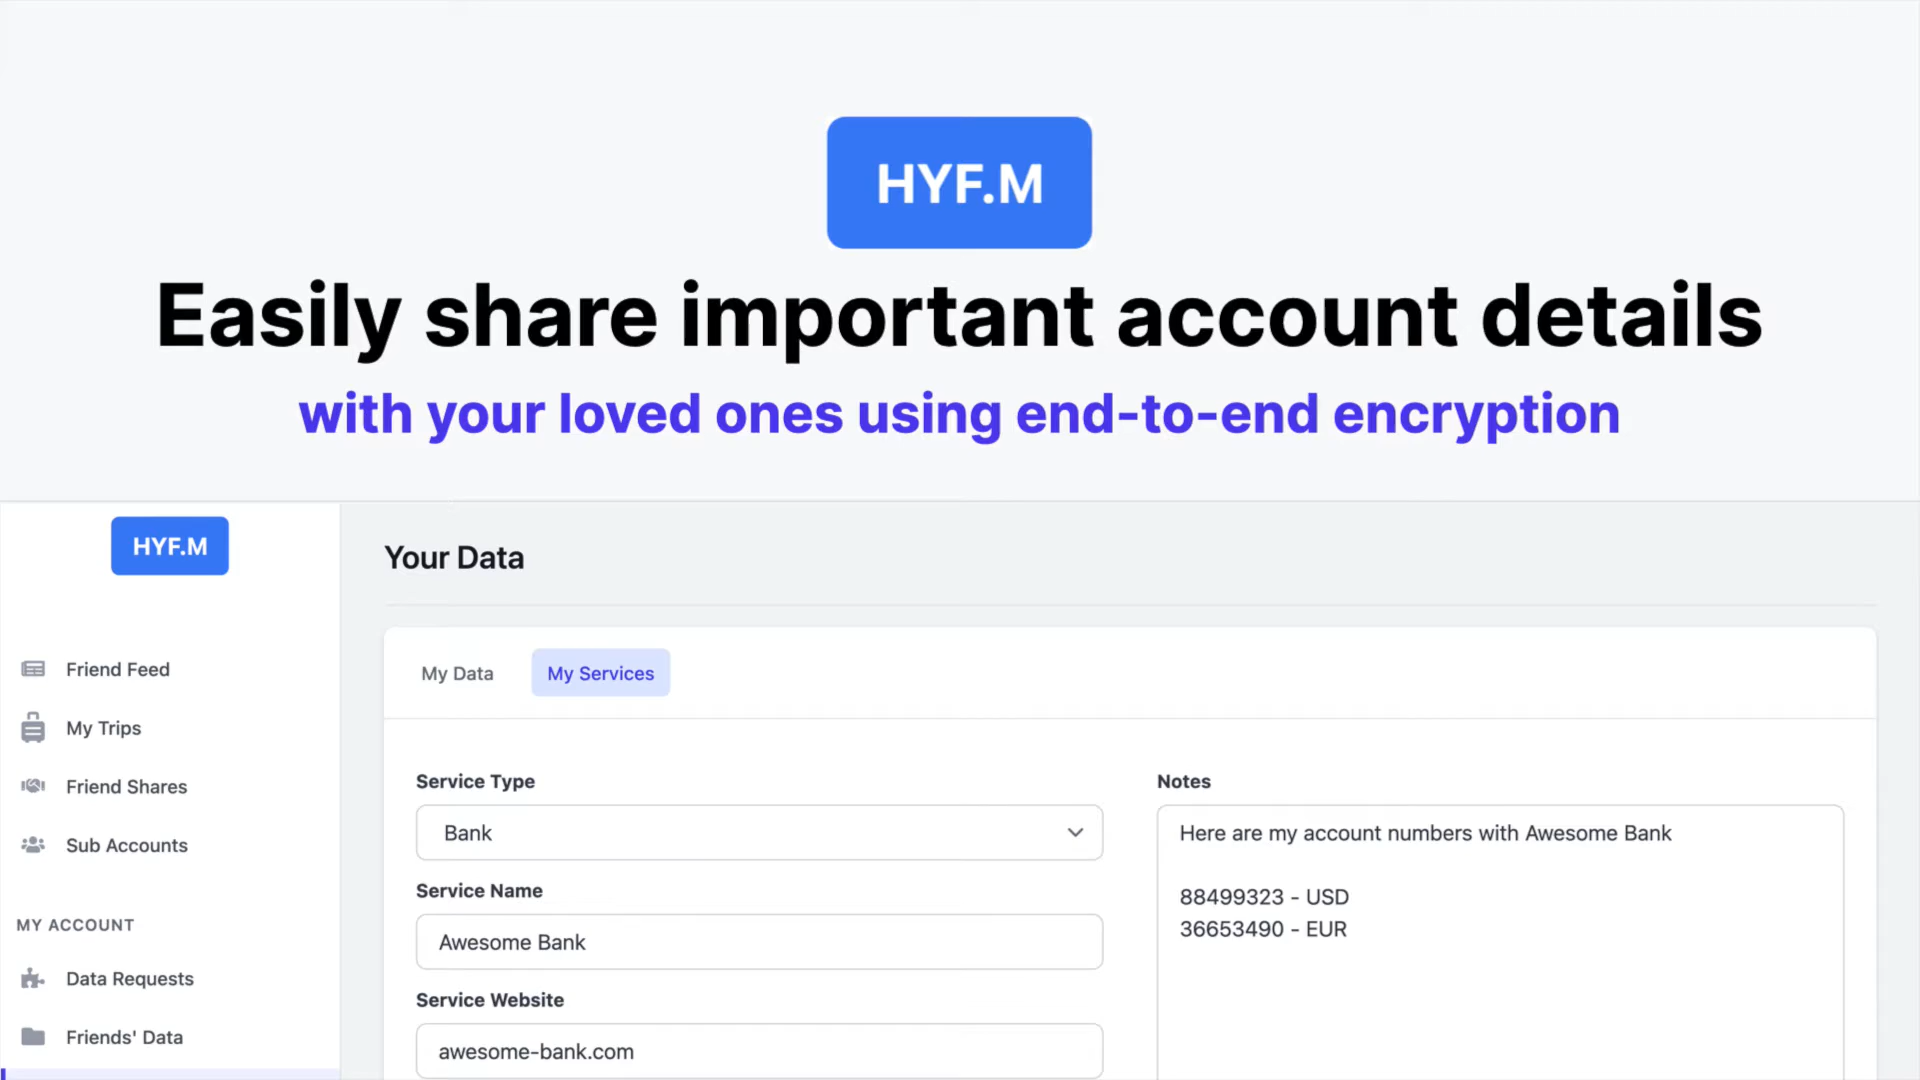 HYF.M
Easily share important account details
with your loved ones using end-to-end encryption
HYF.M
Friend Feed
My Trips
Friend Shares
Sub Accounts
MY ACCOUNT
Data Requests
Friends' Data
Your Data
My Data
My Services
Service Type
Bank
Service Name
Awesome Bank
Service Website
awesome-bank.com
Notes
Here are my account numbers with Awesome Bank
88499323 - USD
36653490 - EUR